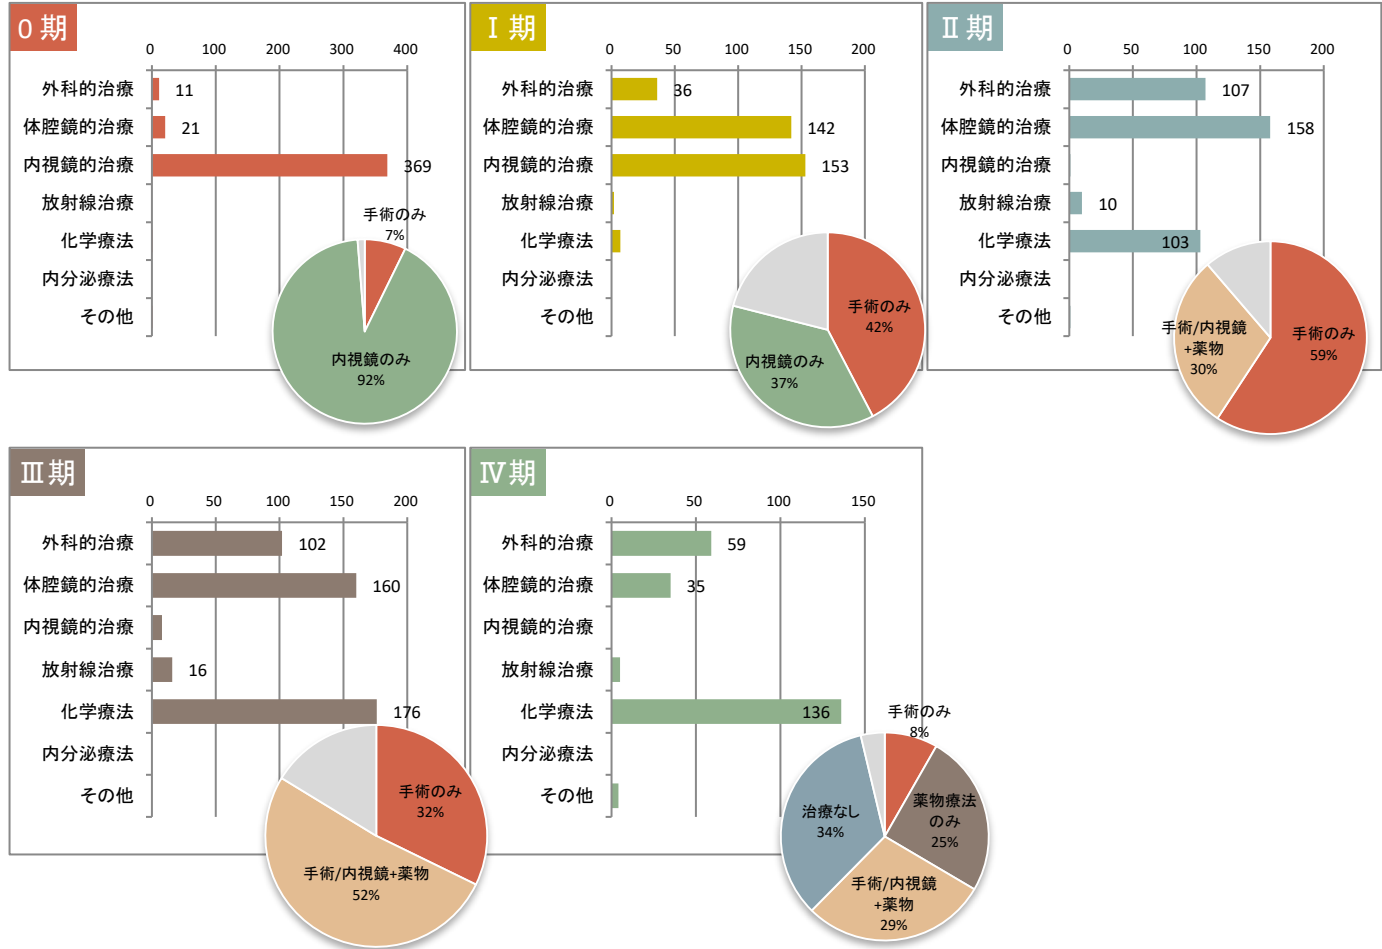 0期
0 100 200 300 400
外科的治療 11
体腔鏡的治療 21
内視鏡的治療 369
放射線治療
化学療法
内分泌療法
その他
手術のみ
7%
内視鏡のみ
92%
Ⅰ期
0 50 100 150 200
外科的治療 36
体腔鏡的治療 142
内視鏡的治療 153
放射線治療
化学療法
内分泌療法
その他
手術のみ
42%
内視鏡のみ
37%
Ⅱ期
0 50 100 150 200
外科的治療 107
体腔鏡的治療 158
内視鏡的治療
放射線治療 10
化学療法 103
内分泌療法
その他
手術/内視鏡
+薬物
30%
手術のみ
59%
Ⅲ期
0 50 100 150 200
外科的治療 102
体腔鏡的治療 160
内視鏡的治療
放射線治療 16
化学療法 176
内分泌療法
その他
手術のみ
32%
手術/内視鏡+薬物
52%
Ⅳ期
0 50 100 150
外科的治療 59
体腔鏡的治療 35
内視鏡的治療
放射線治療
化学療法 136
内分泌療法
その他
手術のみ
8%
薬物療法
のみ
25%
治療なし
34%
手術/内視鏡
+薬物
29%